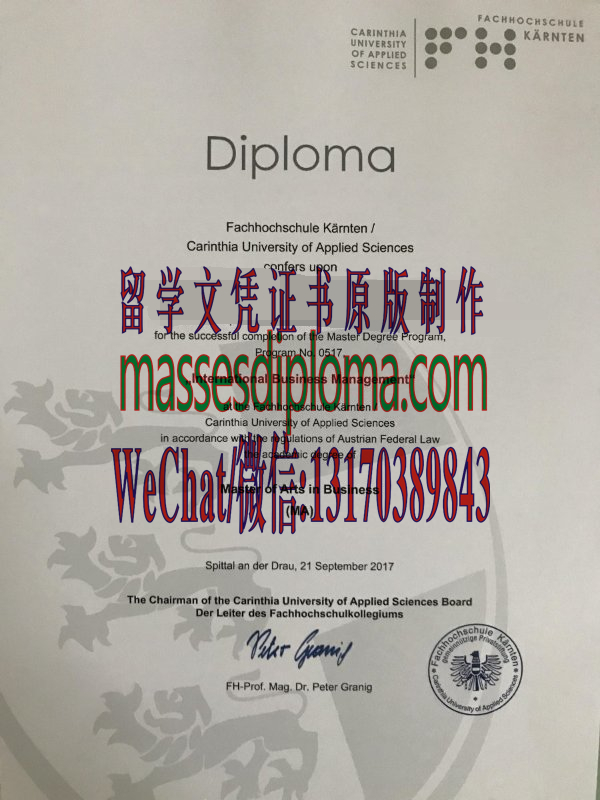 CARINTHIA
UNIVERSITY
OF APPLIED
SCIENCES
FACHHOCHSCHULE
KÄRNTEN
Diploma
Fachhochschule Kärnten /
Carinthia University of Applied Sciences
confers upon
留学文凭证书原版制作
for the successful completion of the Master Degree Program,
Program No. 0517
massesdiploma.com
„International Business Management“
at the Fachhochschule Kärnten /
Carinthia University of Applied Sciences
in accordance with the regulations of Austrian Federal Law
the academic degree of
WeChat/微信:13170389843
Master of Arts in Business
(MA)
Spittal an der Drau, 21 September 2017
The Chairman of the Carinthia University of Applied Sciences Board
Der Leiter des Fachhochschulkollegiums
Peter Granig
FH-Prof. Mag. Dr. Peter Granig
Fachhochschule Kärnten
gemeinnützige Privatstiftung
Carinthia University of Applied Sciences